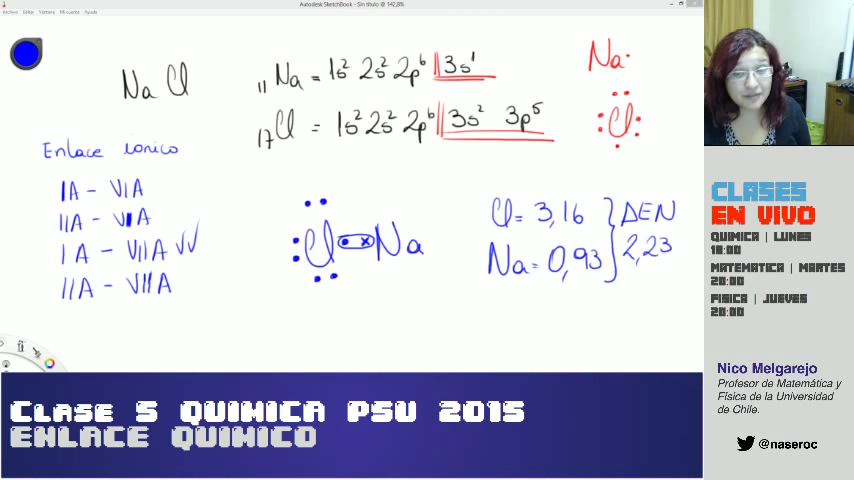 Autodesk SketchBook - Sin título @ 142,8%
Archivo Editar Ventana Mi cuenta Ayuda
Na Cl
₁₁Na = 1s² 2s² 2p⁶ || 3s¹
₁₇Cl = 1s² 2s² 2p⁶ || 3s² 3p⁵
Na·
Cl
Enlace iónico
IA - VIA
IIA - VIA
IA - VIIA
IIA - VIIA
Cl Na
Cl = 3,16
Na = 0,93
ΔEN
2,23
CLASES
EN VIVO
QUIMICA | LUNES
18:00
MATEMATICA | MARTES
20:00
FISICA | JUEVES
20:00
Nico Melgarejo
Profesor de Matemática y
Física de la Universidad
de Chile.
@naseroc
Clase 5 QUIMICA PSU 2015
ENLACE QUIMICO